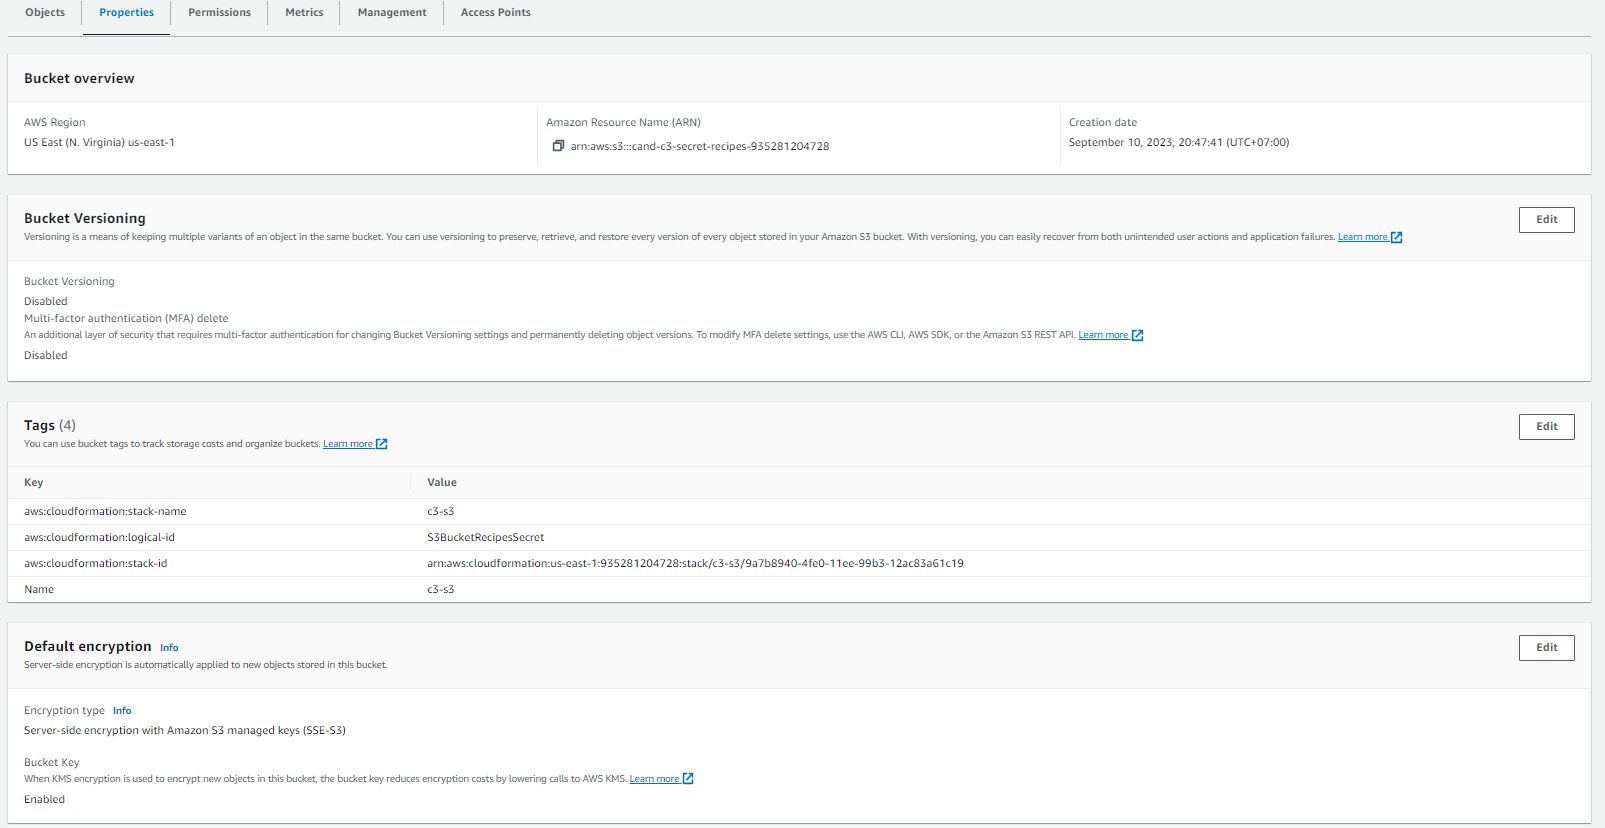 Objects
Properties
Permissions
Metrics
Management
Access Points
Bucket overview
AWS Region
US East (N. Virginia) us-east-1
Amazon Resource Name (ARN)
arn:aws:s3:::cand-c3-secret-recipes-935281204728
Creation date
September 10, 2023, 20:47:41 (UTC+07:00)
Bucket Versioning
Edit
Versioning is a means of keeping multiple variants of an object in the same bucket. You can use versioning to preserve, retrieve, and restore every version of every object stored in your Amazon S3 bucket. With versioning, you can easily recover from both unintended user actions and application failures. Learn more
Bucket Versioning
Disabled
Multi-factor authentication (MFA) delete
An additional layer of security that requires multi-factor authentication for changing Bucket Versioning settings and permanently deleting object versions. To modify MFA delete settings, use the AWS CLI, AWS SDK, or the Amazon S3 REST API. Learn more
Disabled
Tags (4)
Edit
You can use bucket tags to track storage costs and organize buckets. Learn more
Key Value
aws:cloudformation:stack-name c3-s3
aws:cloudformation:logical-id S3BucketRecipesSecret
aws:cloudformation:stack-id arn:aws:cloudformation:us-east-1:935281204728:stack/c3-s3/9a7b8940-4fe0-11ee-99b3-12ac83a61c19
Name c3-s3
Default encryption Info
Edit
Server-side encryption is automatically applied to new objects stored in this bucket.
Encryption type Info
Server-side encryption with Amazon S3 managed keys (SSE-S3)
Bucket Key
When KMS encryption is used to encrypt new objects in this bucket, the bucket key reduces encryption costs by lowering calls to AWS KMS. Learn more
Enabled